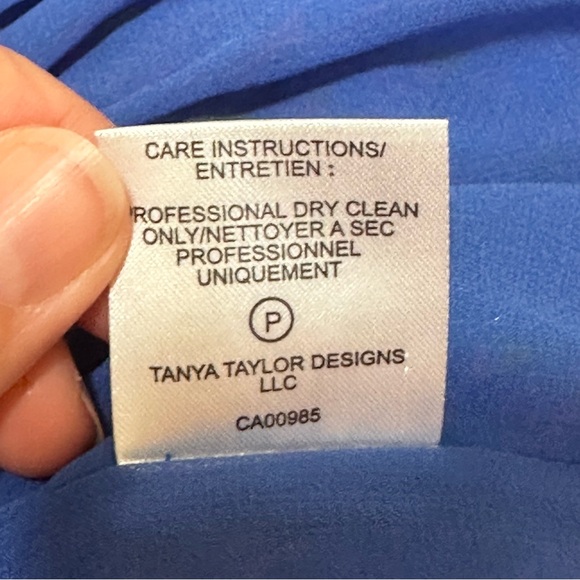 CARE INSTRUCTIONS/
ENTRETIEN :
PROFESSIONAL DRY CLEAN
ONLY/NETTOYER A SEC
PROFESSIONNEL
UNIQUEMENT
P
TANYA TAYLOR DESIGNS
LLC
CA00985